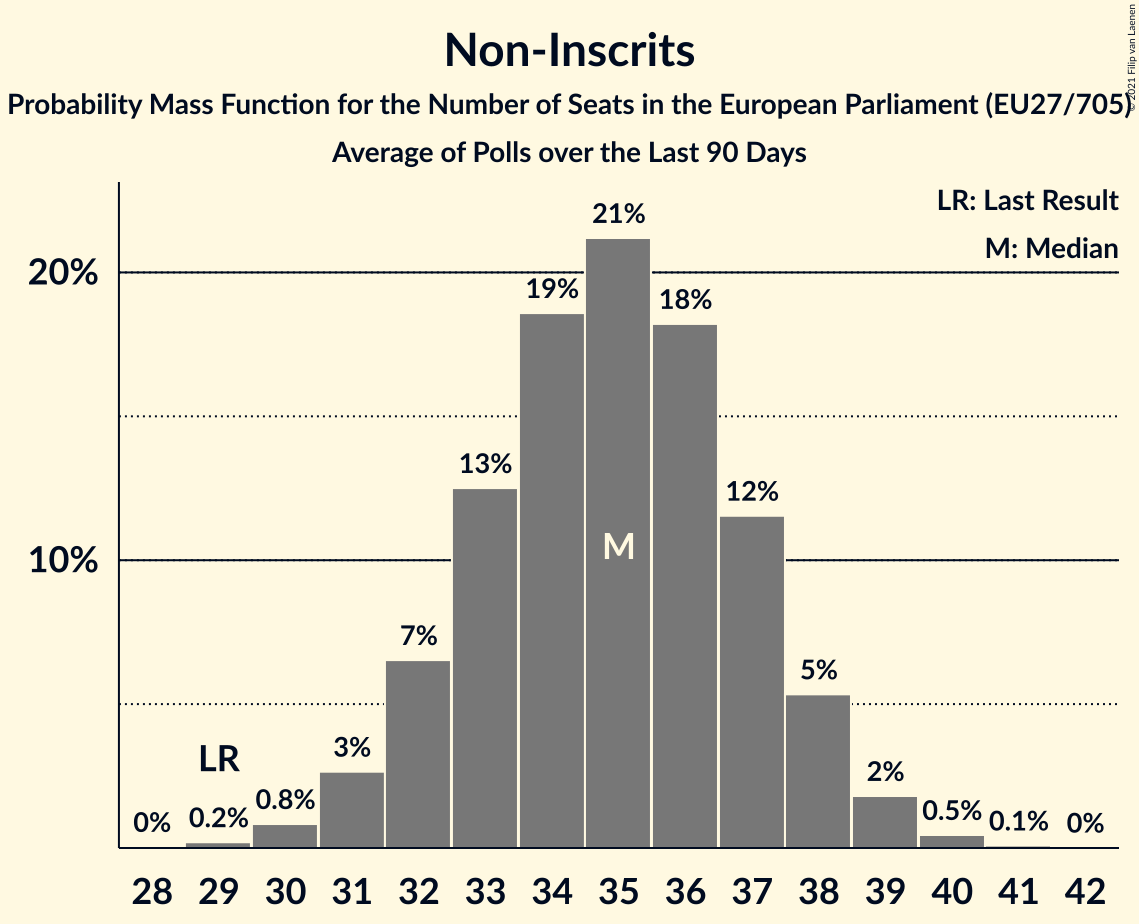 Non-Inscrits
Probability Mass Function for the Number of Seats in the European Parliament (EU27/705)
Average of Polls over the Last 90 Days
© 2021 Filip van Laenen
LR: Last Result
M: Median
20%
10%
0%
0.2%
0.8%
3%
7%
13%
19%
21%
18%
12%
5%
2%
0.5%
0.1%
0%
LR
M
28 29 30 31 32 33 34 35 36 37 38 39 40 41 42